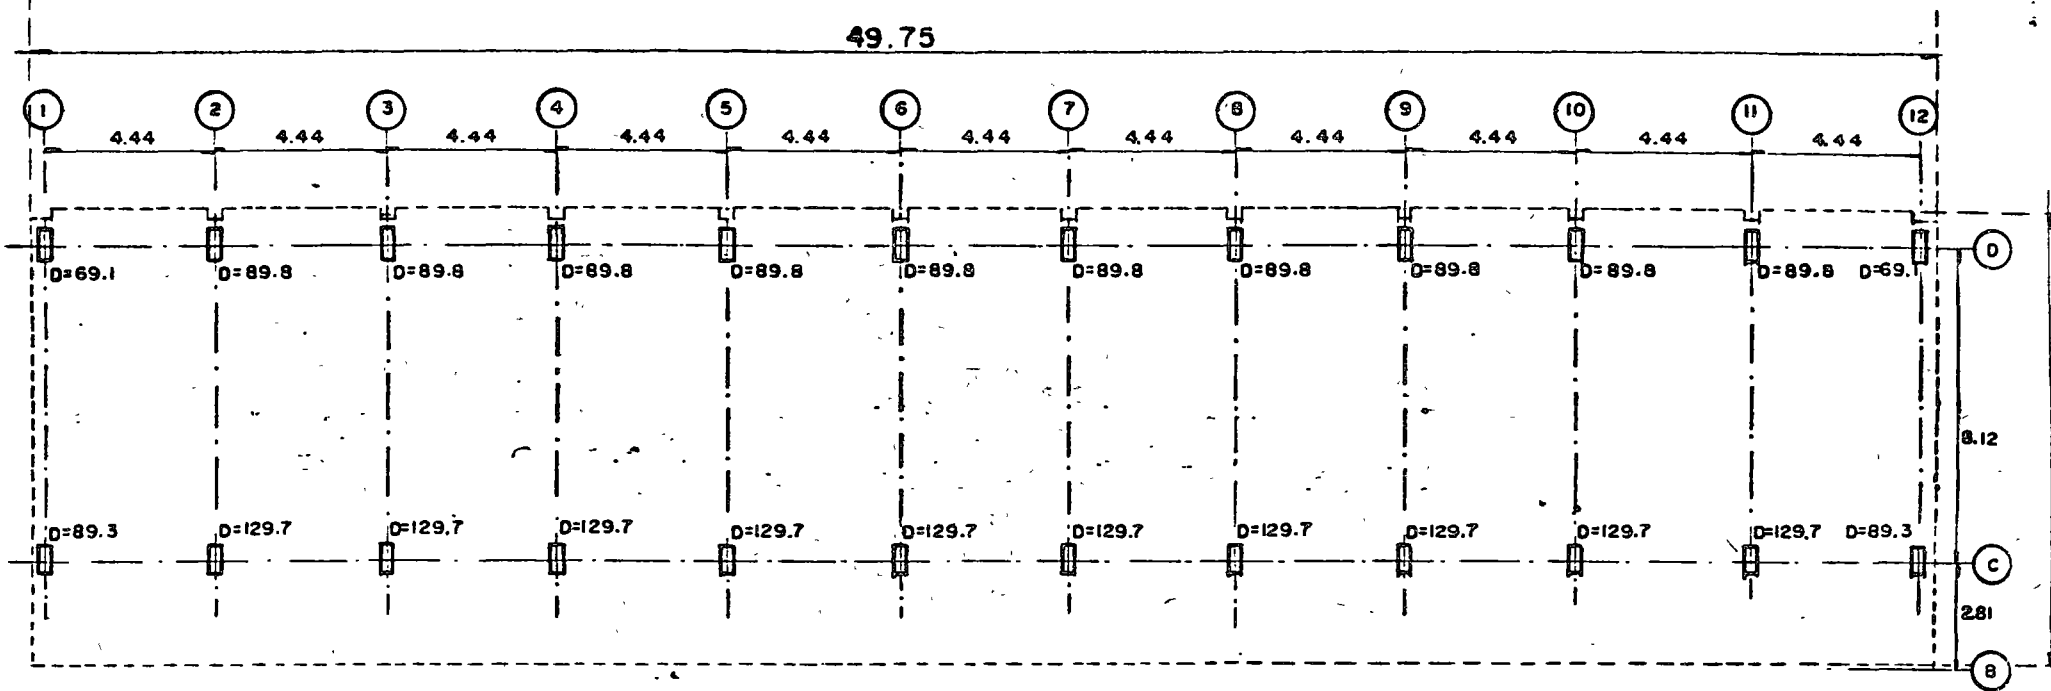 49.75
1 2 3 4 5 6 7 8 9 10 11 12
4.44 4.44 4.44 4.44 4.44 4.44 4.44 4.44 4.44 4.44 4.44
D
D=69.1 D=89.8 D=89.8 D=89.8 D=89.8 D=89.8 D=89.8 D=89.8 D=89.8 D=89.8 D=89.8 D=69.1
8.12
D=89.3 D=129.7 D=129.7 D=129.7 D=129.7 D=129.7 D=129.7 D=129.7 D=129.7 D=129.7 D=129.7 D=89.3
C
2.81
B